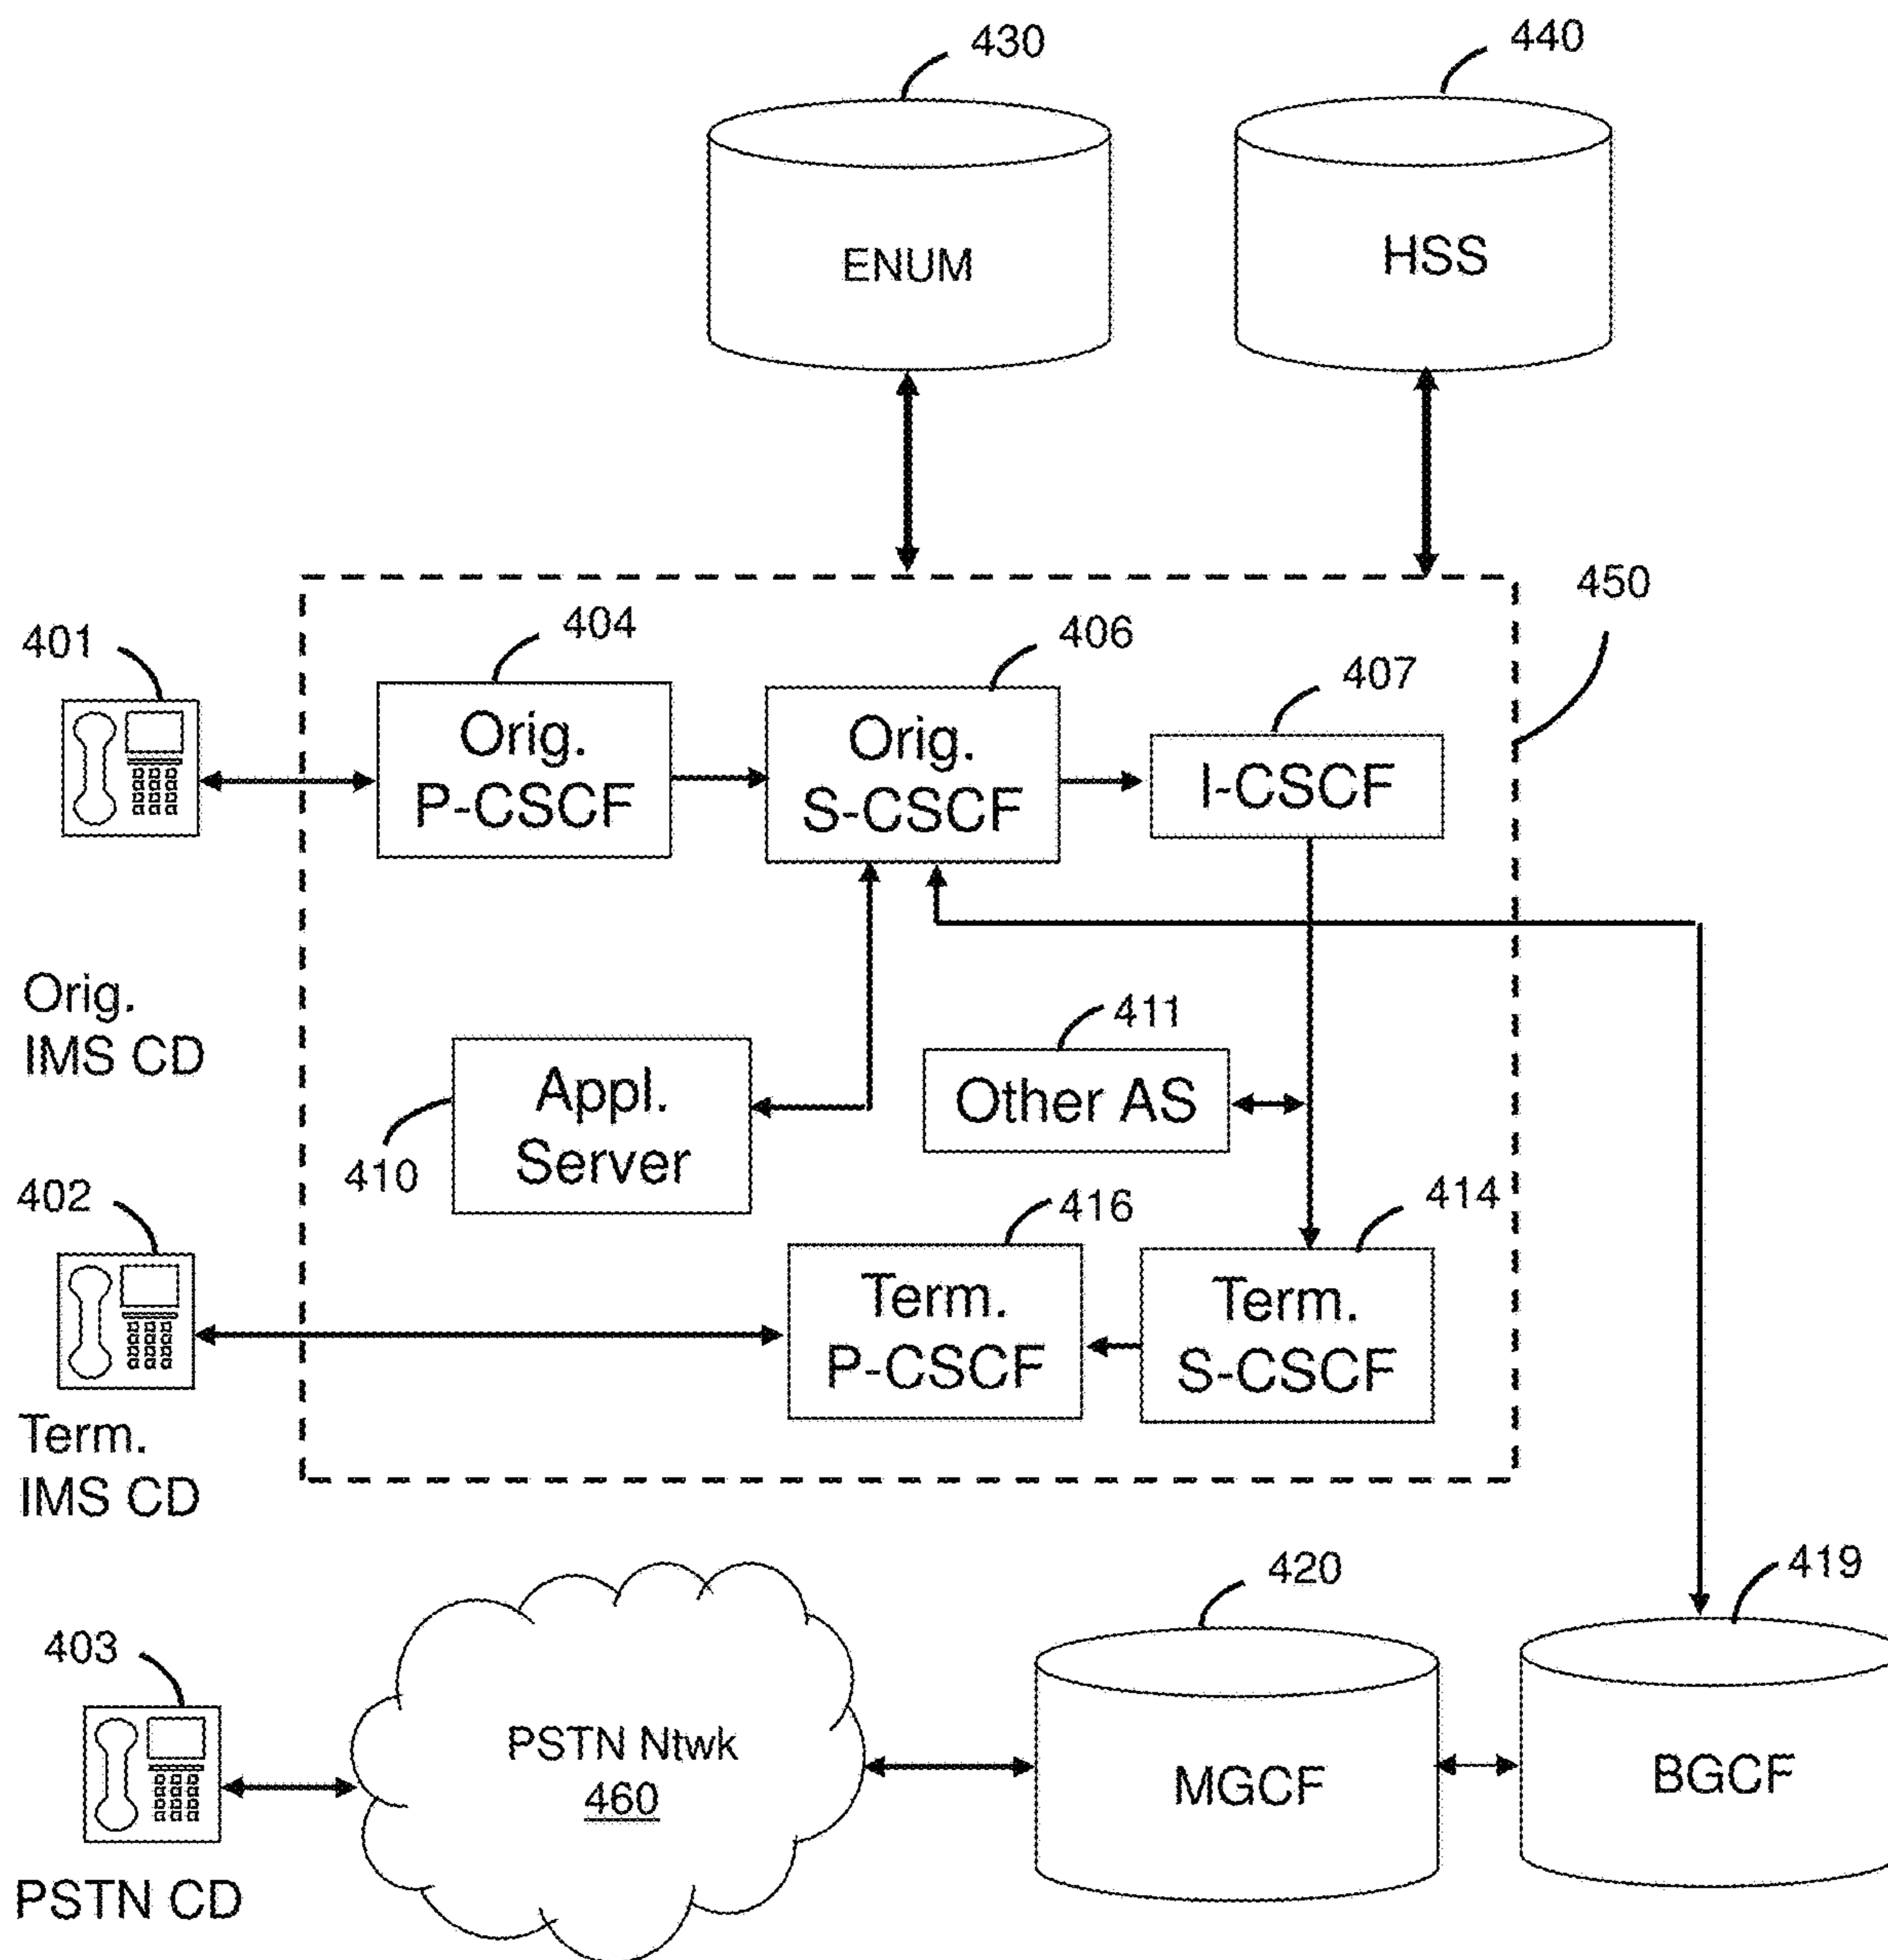 430
440
ENUM
HSS
450
401
404
406
407
Orig.
P-CSCF
Orig.
S-CSCF
I-CSCF
Orig.
IMS CD
411
Other AS
Appl.
Server
410
402
416
414
Term.
P-CSCF
Term.
S-CSCF
Term.
IMS CD
420
419
403
PSTN Ntwk
460
MGCF
BGCF
PSTN CD